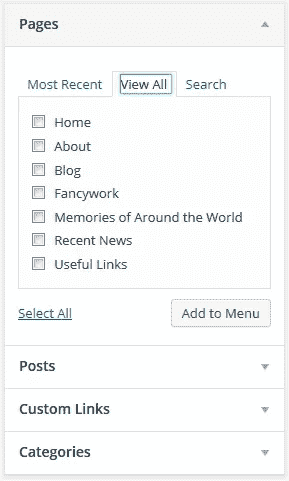 Pages
Most Recent View All Search
Home
About
Blog
Fancywork
Memories of Around the World
Recent News
Useful Links
Select All Add to Menu
Posts
Custom Links
Categories